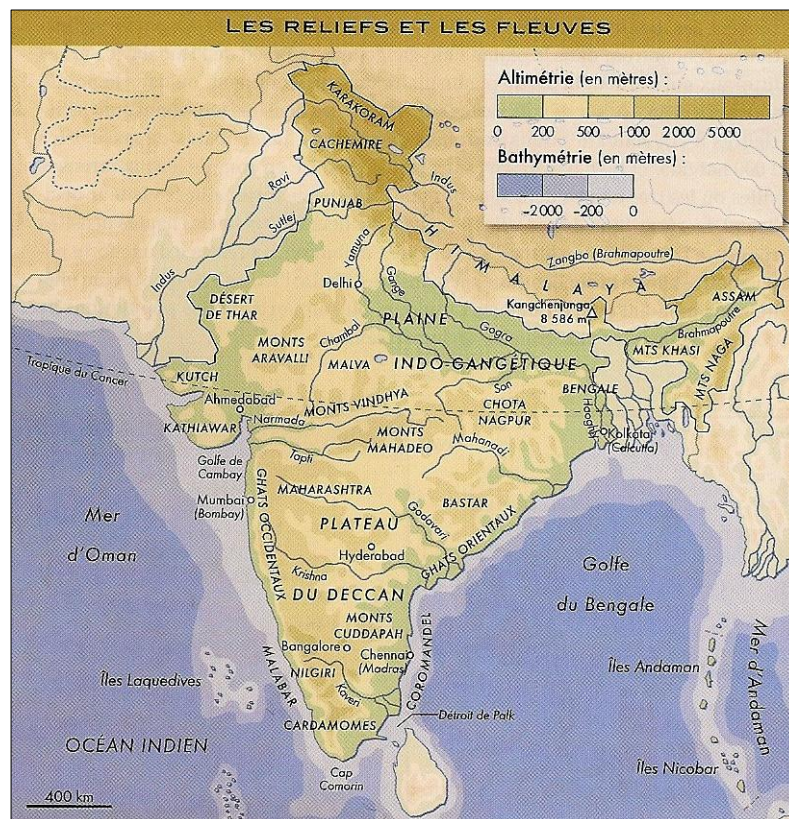 LES RELIEFS ET LES FLEUVES
Altimétrie (en mètres) :
0 200 500 1000 2000 5000
Bathymétrie (en mètres) :
-2000 -200 0
KARAKORAM
CACHEMIRE
Indus
Ravi
PUNJAB
Sutlej
HIMALAYA
Zangbo (Brahmapoutre)
Yamuna
Indus
Delhi
Gange
Kangchenjunga
8 586 m
ASSAM
DÉSERT
DE THAR
PLAINE
Gogra
Brahmapoutre
MTS KHASI
MTS NAGA
MONTS
ARAVALLI
Chambal
MALVA
INDO-GANGÉTIQUE
Tropique du Cancer
KUTCH
Son
BENGALE
Ahmedabad
MONTS VINDHYA
CHOTA
NAGPUR
Hooghly
KATHIAWAR
Narmada
MONTS
MAHADEO
Mahanadi
Kolkota
(Calcutta)
Golfe de
Cambay
Tapti
GHATS OCCIDENTAUX
MAHARASHTRA
BASTAR
Mumbai
(Bombay)
Mer
d'Oman
PLATEAU
Godavari
GHATS ORIENTAUX
Hyderabad
Golfe
du Bengale
Krishna
DU DECCAN
MONTS
CUDDAPAH
Bangalore
Chennai
(Madras)
COROMANDEL
Îles Andaman
Mer d'Andaman
Îles Laquedives
MALABAR
NILGIRI
Kaveri
CARDAMOMES
Détroit de Palk
OCÉAN INDIEN
Cap
Comorin
Îles Nicobar
400 km